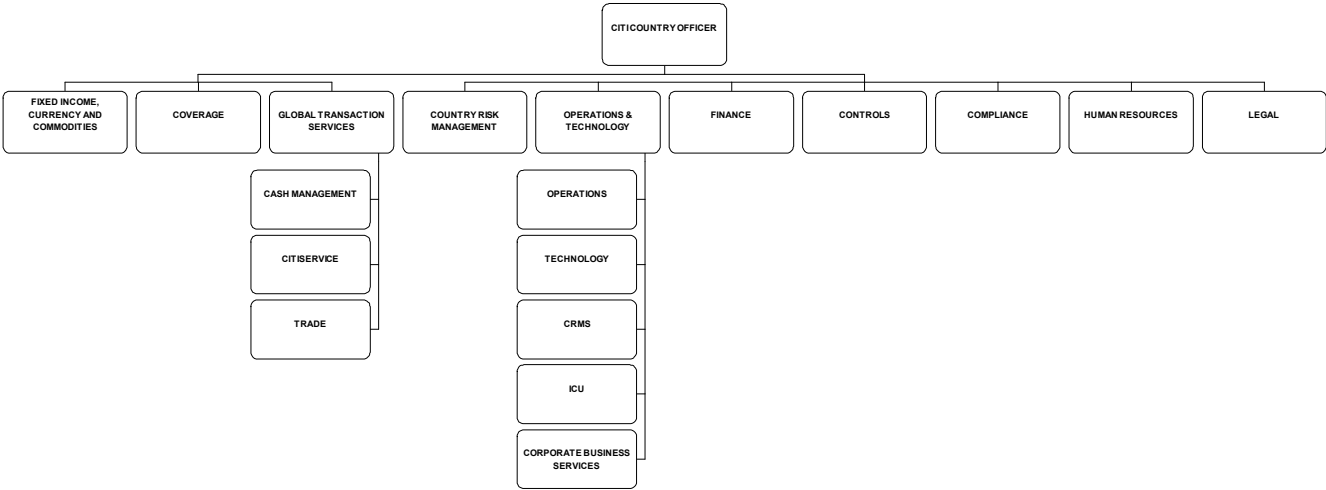 CITI COUNTRY OFFICER
FIXED INCOME,
CURRENCY AND
COMMODITIES
COVERAGE
GLOBAL TRANSACTION
SERVICES
COUNTRY RISK
MANAGEMENT
OPERATIONS &
TECHNOLOGY
FINANCE
CONTROLS
COMPLIANCE
HUMAN RESOURCES
LEGAL
CASH MANAGEMENT
CITISERVICE
TRADE
OPERATIONS
TECHNOLOGY
CRMS
ICU
CORPORATE BUSINESS
SERVICES